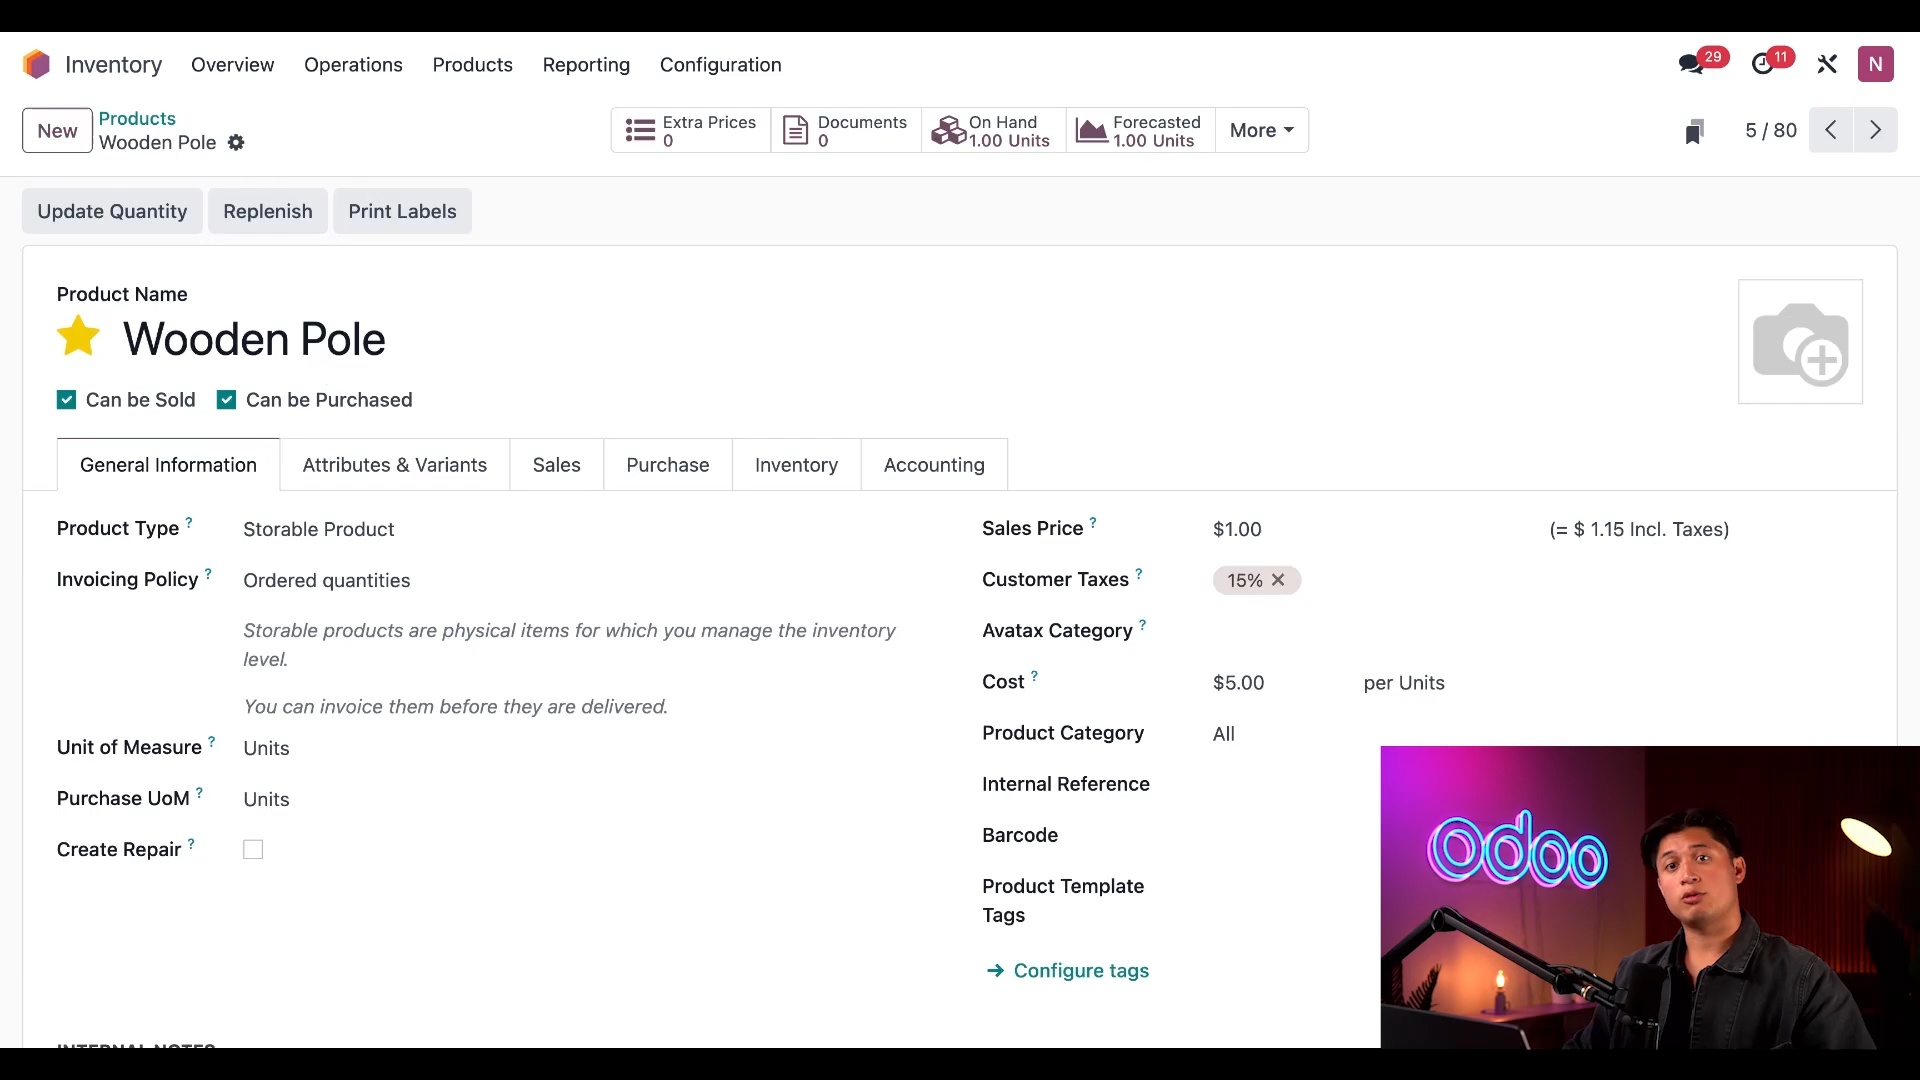 Inventory Overview Operations Products Reporting Configuration 29 11 N
New Products Wooden Pole
Extra Prices 0 Documents 0 On Hand 1.00 Units Forecasted 1.00 Units More 5 / 80
Update Quantity Replenish Print Labels
Product Name
Wooden Pole
Can be Sold Can be Purchased
General Information Attributes & Variants Sales Purchase Inventory Accounting
Product Type ? Storable Product
Invoicing Policy ? Ordered quantities
Storable products are physical items for which you manage the inventory
level.
You can invoice them before they are delivered.
Unit of Measure ? Units
Purchase UoM ? Units
Create Repair ?
Sales Price ? $1.00 (= $ 1.15 Incl. Taxes)
Customer Taxes ? 15% ✕
Avatax Category ?
Cost ? $5.00 per Units
Product Category All
Internal Reference
Barcode
Product Template
Tags
→ Configure tags
INTERNAL NOTES
odoo